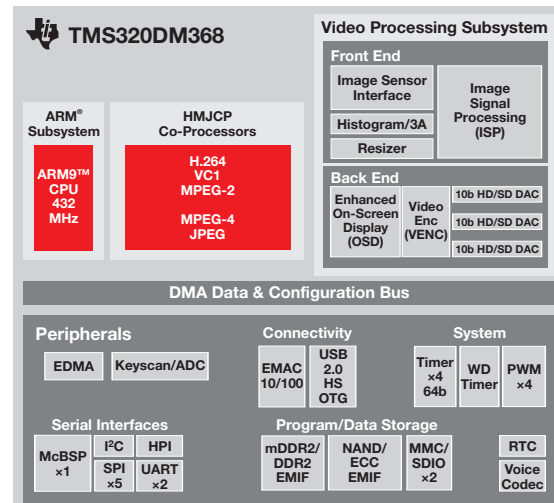 TMS320DM368
Video Processing Subsystem
Front End
Image Sensor
Interface
Histogram/3A
Resizer
Image
Signal
Processing
(ISP)
Back End
Enhanced
On-Screen
Display
(OSD)
Video
Enc
(VENC)
10b HD/SD DAC
10b HD/SD DAC
10b HD/SD DAC
ARM®
Subsystem
ARM9™
CPU
432
MHz
HMJCP
Co-Processors
H.264
VC1
MPEG-2
MPEG-4
JPEG
DMA Data & Configuration Bus
Peripherals
EDMA
Keyscan/ADC
Connectivity
EMAC
10/100
USB
2.0
HS
OTG
System
Timer
×4
64b
WD
Timer
PWM
×4
Serial Interfaces
McBSP
×1
I²C
HPI
SPI
×5
UART
×2
Program/Data Storage
mDDR2/
DDR2
EMIF
NAND/
ECC
EMIF
MMC/
SDIO
×2
RTC
Voice
Codec